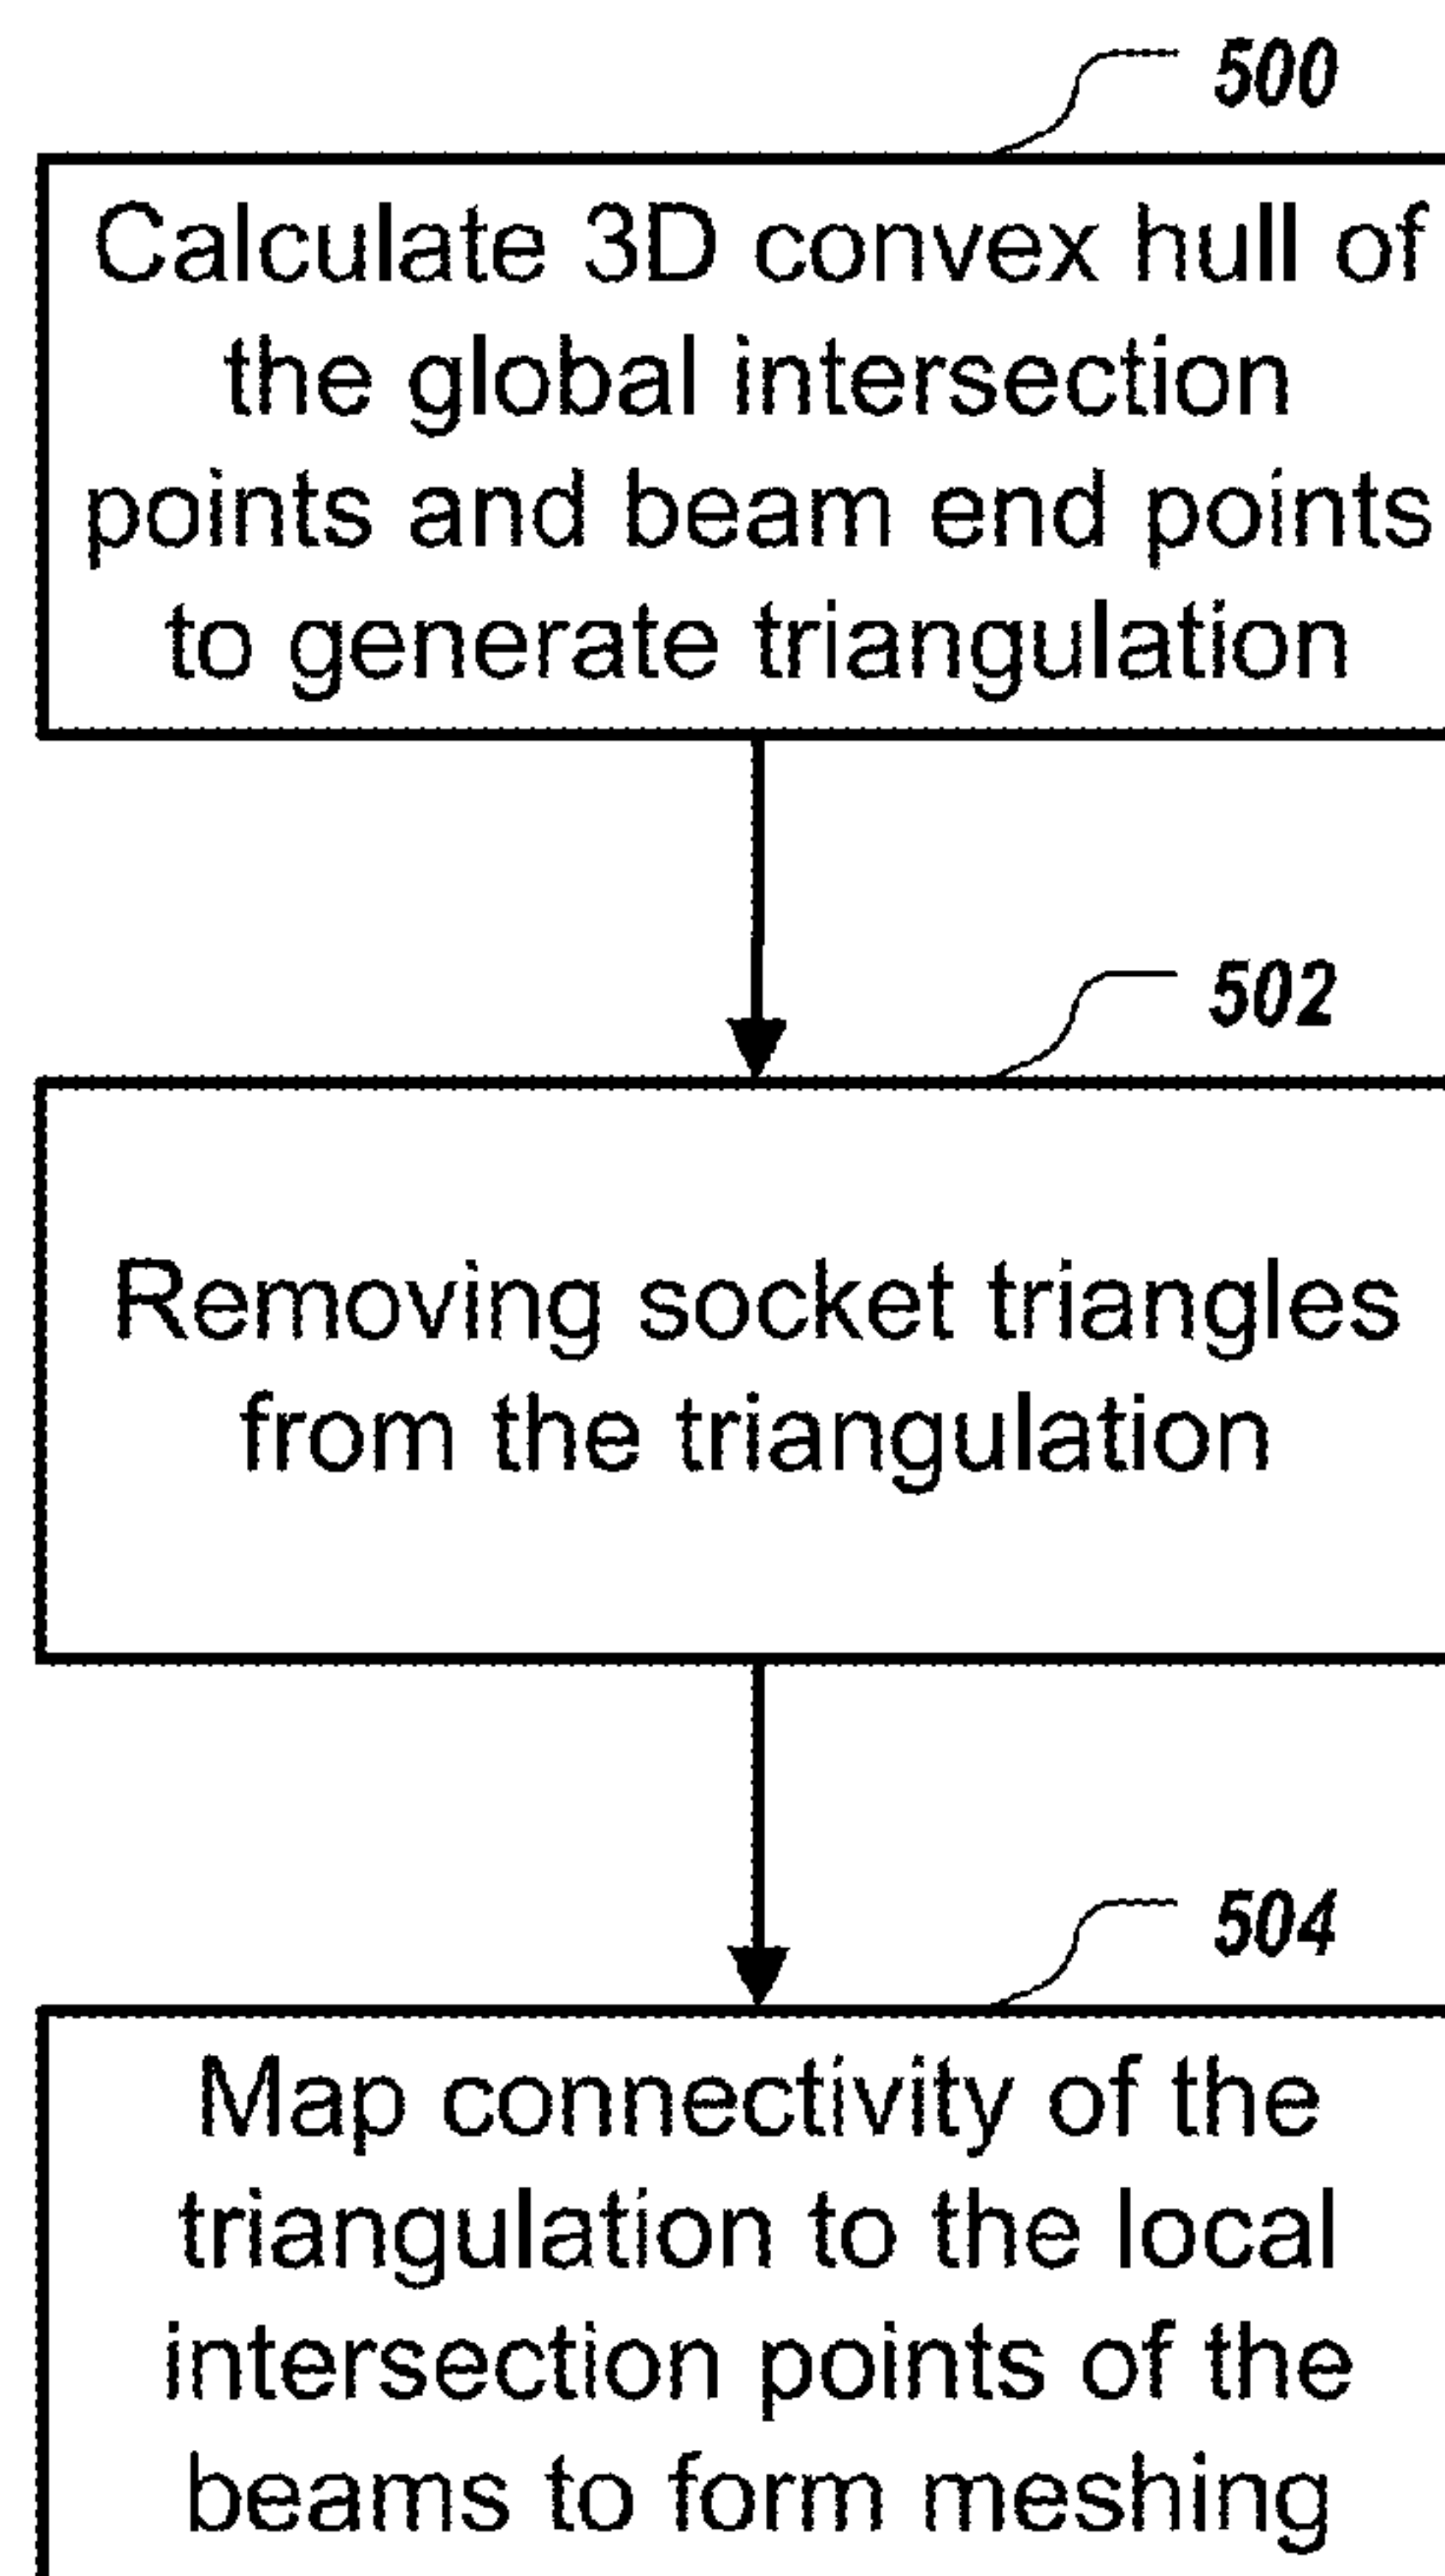 500
Calculate 3D convex hull of
the global intersection
points and beam end points
to generate triangulation
502
Removing socket triangles
from the triangulation
504
Map connectivity of the
triangulation to the local
intersection points of the
beams to form meshing